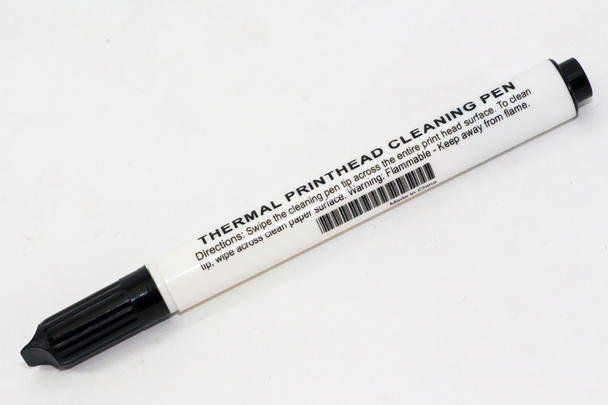 THERMAL PRINTHEAD CLEANING PEN
Directions: Swipe the cleaning pen tip across the entire print head surface. To clean
tip, wipe across clean paper surface. Warning: Flammable - Keep away from flame.
Made in China